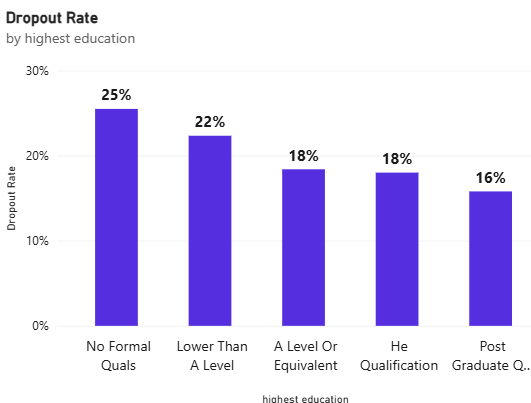 Dropout Rate
by highest education
30%
20%
10%
0%
Dropout Rate
25%
22%
18%
18%
16%
No Formal
Quals
Lower Than
A Level
A Level Or
Equivalent
He
Qualification
Post
Graduate Q...
highest education